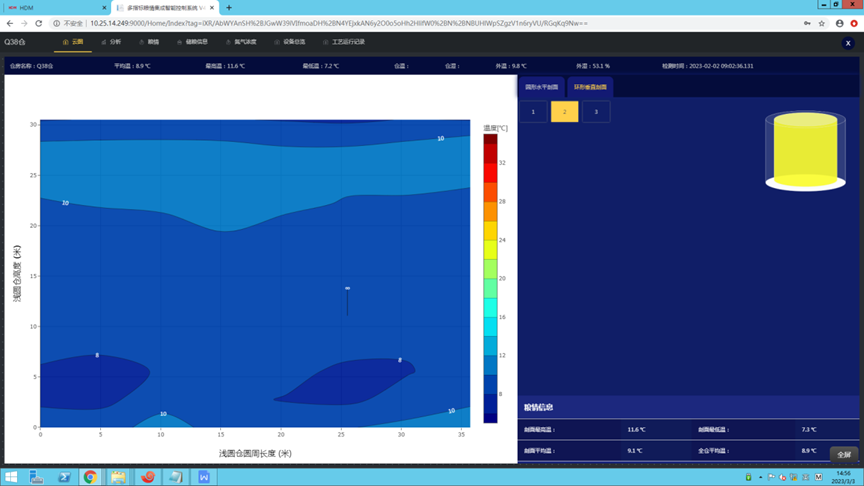 HDM
多指标粮情集成智能控制系统 V4
不安全 10.25.14.249:9000/Home/Index?tag=iXR/
Q38仓
云图
分析
粮情
储粮信息
氮气浓度
设备总览
工艺运行记录
X
仓房名称：Q38仓 平均温：8.9 ℃ 最高温：11.6 ℃ 最低温：7.2 ℃ 仓温： 仓湿： 外温：9.8 ℃ 外湿：53.1 % 检测时间：2023-02-02 09:02:36.131
圆形水平剖面 环形垂直剖面
1 2 3
温度[℃]
32
28
24
20
16
12
8
浅圆仓高度 (米)
30
25
20
15
10
5
0
10
10
8
8
8
10
10
0 5 10 15 20 25 30 35
浅圆仓圆周长度 (米)
粮情信息
剖面最高温： 11.6 ℃ 剖面最低温： 7.3 ℃
剖面平均温： 9.1 ℃ 全仓平均温： 8.9 ℃
全屏
14:56
2023/3/3